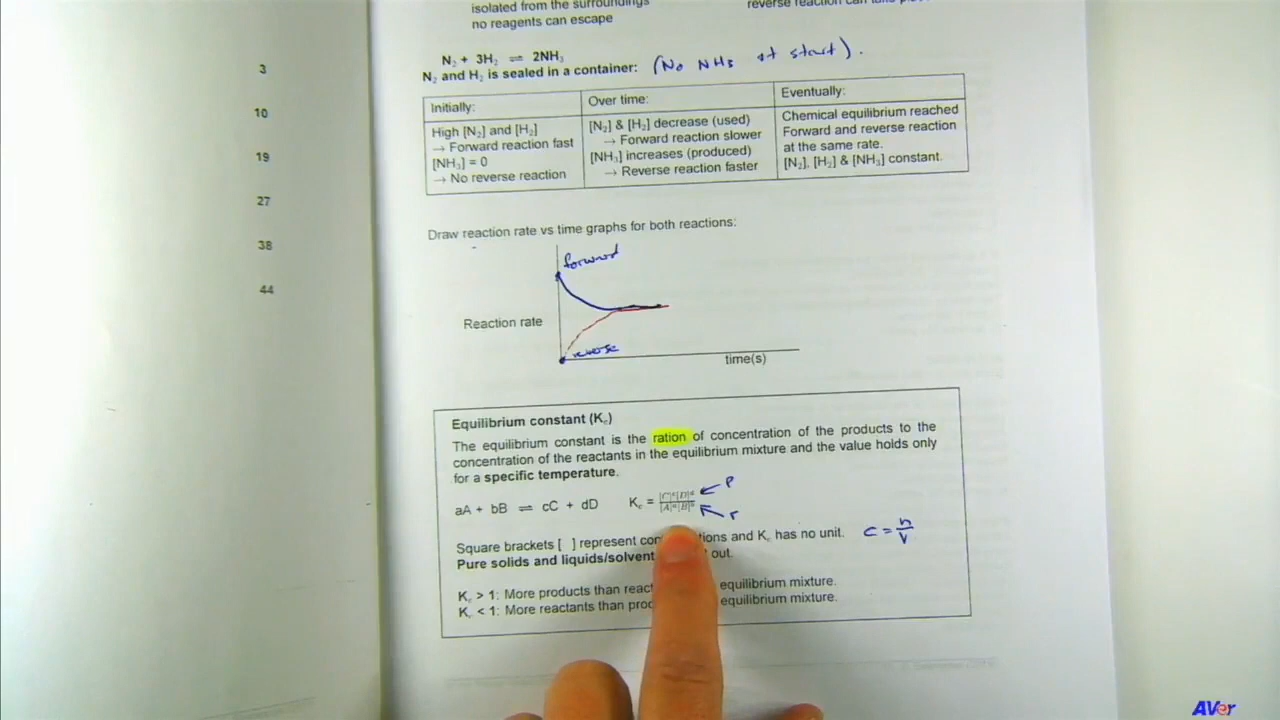 isolated from the surroundings
no reagents can escape
reverse reaction can take
N₂ + 3H₂ ⇌ 2NH₃
N₂ and H₂ is sealed in a container: (No NH₃ at start).
Initially:
High [N₂] and [H₂]
→ Forward reaction fast
[NH₃] = 0
→ No reverse reaction
Over time:
[N₂] & [H₂] decrease (used)
→ Forward reaction slower
[NH₃] increases (produced)
→ Reverse reaction faster
Eventually:
Chemical equilibrium reached
Forward and reverse reaction
at the same rate.
[N₂], [H₂] & [NH₃] constant.
3
10
19
27
38
44
Draw reaction rate vs time graphs for both reactions:
forward
Reaction rate
reverse
time(s)
Equilibrium constant (K꜀)
The equilibrium constant is the ration of concentration of the products to the
concentration of the reactants in the equilibrium mixture and the value holds only
for a specific temperature.
aA + bB ⇌ cC + dD K꜀ = [C]ᶜ[D]ᵈ / [A]ᵃ[B]ᵇ
P
r
Square brackets [ ] represent con tions and K꜀ has no unit. c = n/V
Pure solids and liquids/solvent out.
K꜀ > 1: More products than react equilibrium mixture.
K꜀ < 1: More reactants than prod equilibrium mixture.
AVer